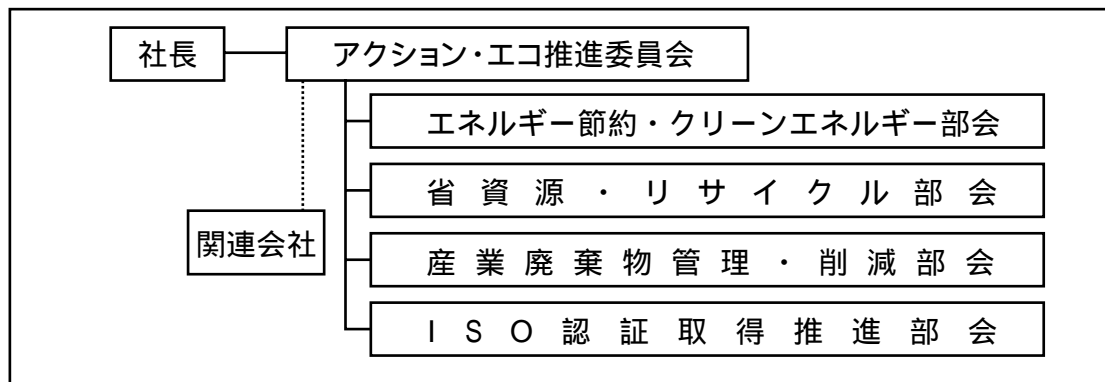 社長
アクション・エコ推進委員会
エネルギー節約・クリーンエネルギー部会
省資源・リサイクル部会
関連会社
産業廃棄物管理・削減部会
ISO認証取得推進部会